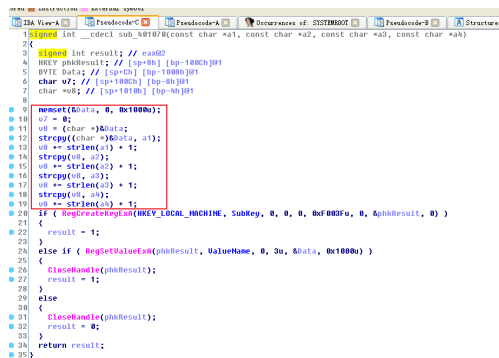 IDA View-A Pseudocode-C Pseudocode-A Occurrences of: SYSTEMROOT Pseudocode-B Structure
1 signed int __cdecl sub_401070(const char *a1, const char *a2, const char *a3, const char *a4)
2 {
3 signed int result; // eax@2
4 HKEY phkResult; // [sp+8h] [bp-100Ch]@1
5 BYTE Data; // [sp+Ch] [bp-1008h]@1
6 char v7; // [sp+100Ch] [bp-8h]@1
7 char *v8; // [sp+1010h] [bp-4h]@1
8
9 memset(&Data, 0, 0x1000u);
10 v7 = 0;
11 v8 = (char *)&Data;
12 strcpy((char *)&Data, a1);
13 v8 += strlen(a1) + 1;
14 strcpy(v8, a2);
15 v8 += strlen(a2) + 1;
16 strcpy(v8, a3);
17 v8 += strlen(a3) + 1;
18 strcpy(v8, a4);
19 v8 += strlen(a4) + 1;
20 if ( RegCreateKeyExA(HKEY_LOCAL_MACHINE, SubKey, 0, 0, 0, 0xF003Fu, 0, &phkResult, 0) )
21 {
22 result = 1;
23 }
24 else if ( RegSetValueExA(phkResult, ValueName, 0, 3u, &Data, 0x1000u) )
25 {
26 CloseHandle(phkResult);
27 result = 1;
28 }
29 else
30 {
31 CloseHandle(phkResult);
32 result = 0;
33 }
34 return result;
35 }